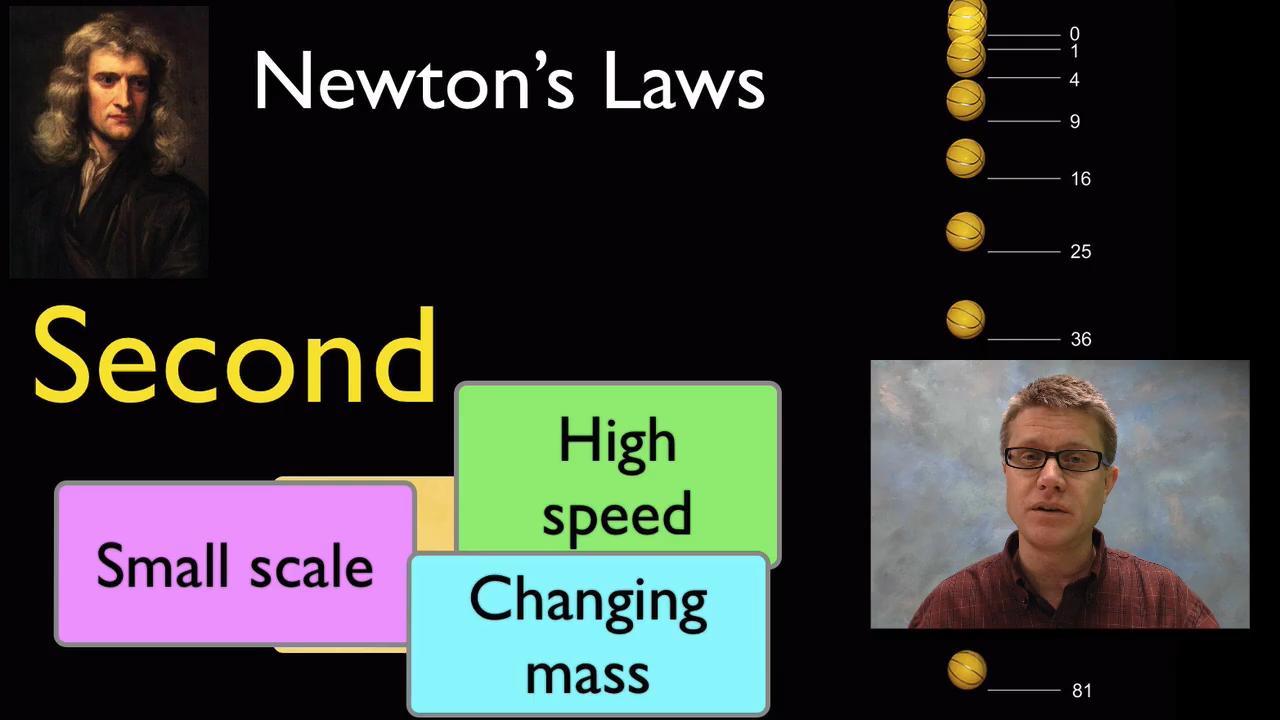 Newton's Laws
0
1
4
9
16
25
36
Second
High
speed
Small scale
Changing
mass
81